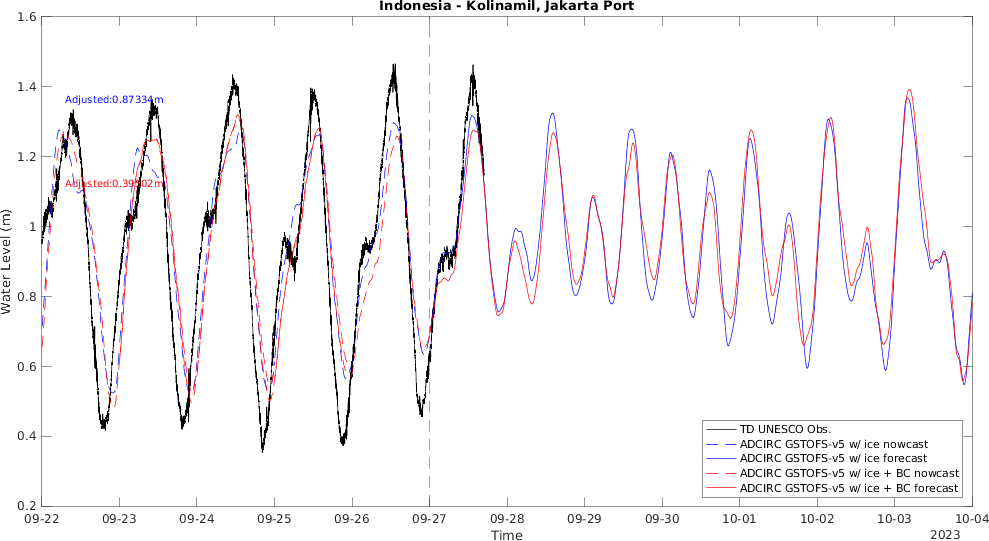 Indonesia - Kolinamil, Jakarta Port
1.6
1.4
1.2
1
0.8
0.6
0.4
0.2
Water Level (m)
Adjusted:0.87334m
Adjusted:0.39502m
TD UNESCO Obs.
ADCIRC GSTOFS-v5 w/ ice nowcast
ADCIRC GSTOFS-v5 w/ ice forecast
ADCIRC GSTOFS-v5 w/ ice + BC nowcast
ADCIRC GSTOFS-v5 w/ ice + BC forecast
09-22 09-23 09-24 09-25 09-26 09-27 09-28 09-29 09-30 10-01 10-02 10-03 10-04
Time
2023